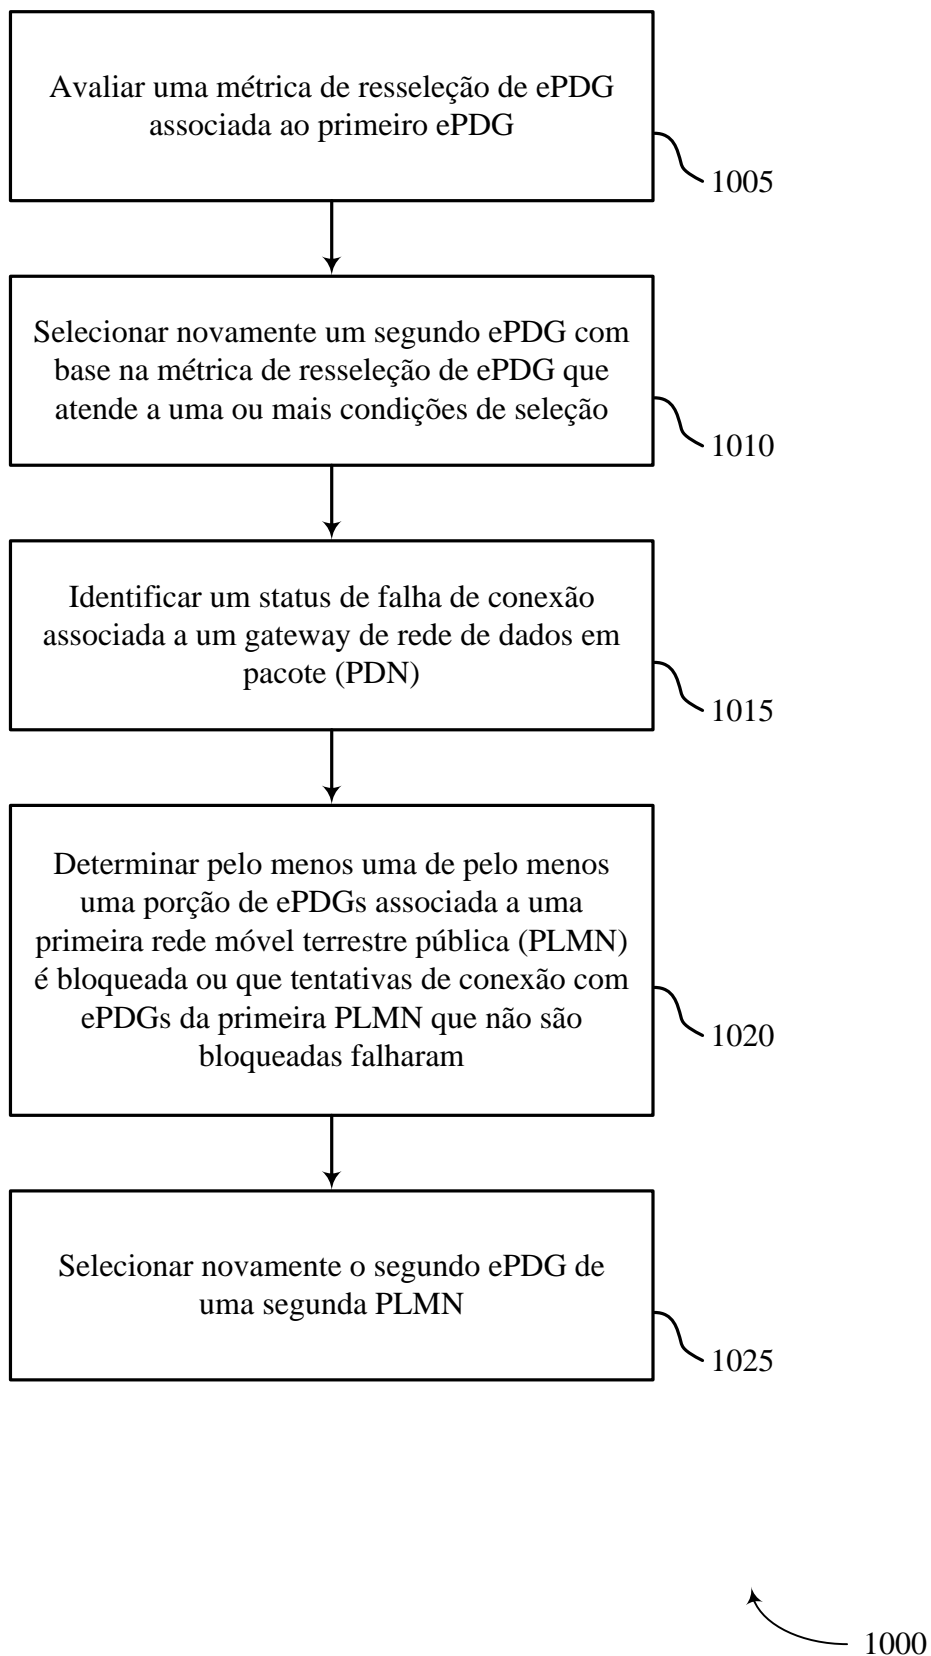 Avaliar uma métrica de resseleção de ePDG
associada ao primeiro ePDG
1005
Selecionar novamente um segundo ePDG com
base na métrica de resseleção de ePDG que
atende a uma ou mais condições de seleção
1010
Identificar um status de falha de conexão
associada a um gateway de rede de dados em
pacote (PDN)
1015
Determinar pelo menos uma de pelo menos
uma porção de ePDGs associada a uma
primeira rede móvel terrestre pública (PLMN)
é bloqueada ou que tentativas de conexão com
ePDGs da primeira PLMN que não são
bloqueadas falharam
1020
Selecionar novamente o segundo ePDG de
uma segunda PLMN
1025
1000